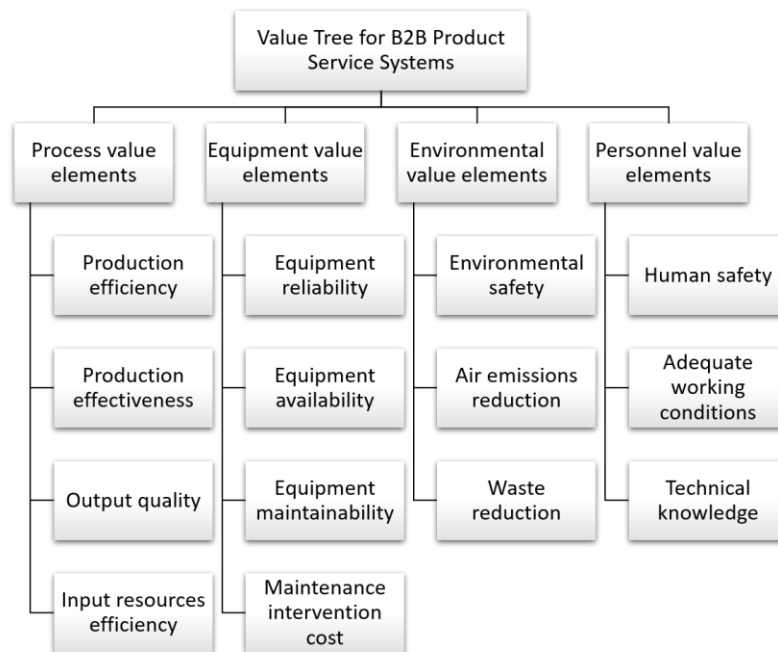 Value Tree for B2B Product
Service Systems
Process value
elements
Equipment value
elements
Environmental
value elements
Personnel value
elements
Production
efficiency
Production
effectiveness
Output quality
Input resources
efficiency
Equipment
reliability
Equipment
availability
Equipment
maintainability
Maintenance
intervention
cost
Environmental
safety
Air emissions
reduction
Waste
reduction
Human safety
Adequate
working
conditions
Technical
knowledge